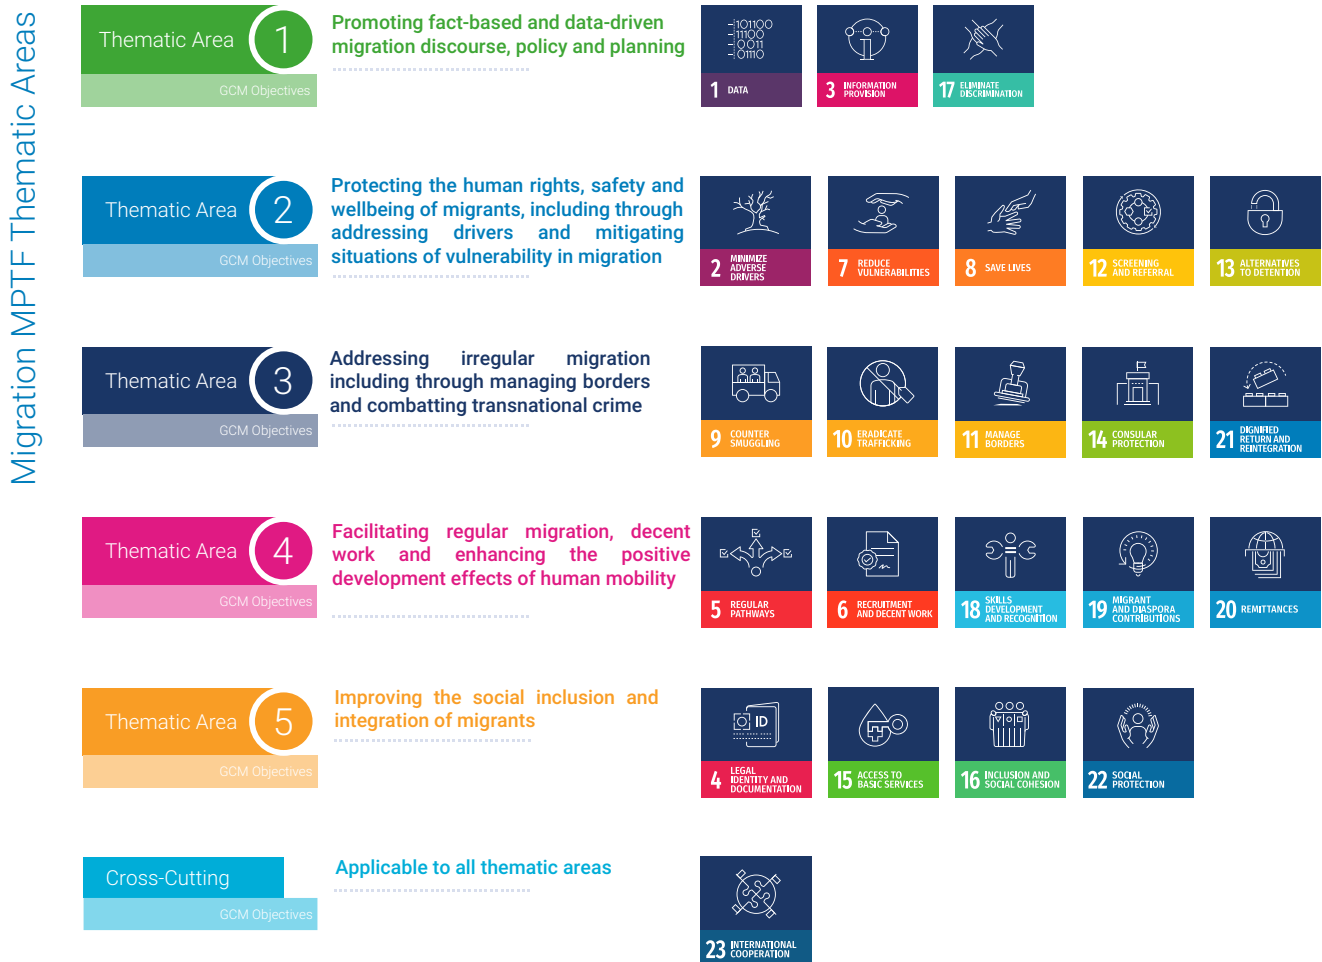 Migration MPTF Thematic Areas
Thematic Area 1
GCM Objectives
Promoting fact-based and data-driven
migration discourse, policy and planning
101100
11100
0011
01110
1 DATA
3 INFORMATION
PROVISION
17 ELIMINATE
DISCRIMINATION
Thematic Area 2
GCM Objectives
Protecting the human rights, safety and
wellbeing of migrants, including through
addressing drivers and mitigating
situations of vulnerability in migration
2 MINIMIZE
ADVERSE
DRIVERS
7 REDUCE
VULNERABILITIES
8 SAVE LIVES
12 SCREENING
AND REFERRAL
13 ALTERNATIVES
TO DETENTION
Thematic Area 3
GCM Objectives
Addressing irregular migration
including through managing borders
and combatting transnational crime
9 COUNTER
SMUGGLING
10 ERADICATE
TRAFFICKING
11 MANAGE
BORDERS
14 CONSULAR
PROTECTION
21 DIGNIFIED
RETURN AND
REINTEGRATION
Thematic Area 4
GCM Objectives
Facilitating regular migration, decent
work and enhancing the positive
development effects of human mobility
5 REGULAR
PATHWAYS
6 RECRUITMENT
AND DECENT WORK
18 SKILLS
DEVELOPMENT
AND RECOGNITION
19 MIGRANT
AND DIASPORA
CONTRIBUTIONS
20 REMITTANCES
Thematic Area 5
GCM Objectives
Improving the social inclusion and
integration of migrants
ID
4 LEGAL
IDENTITY AND
DOCUMENTATION
15 ACCESS TO
BASIC SERVICES
16 INCLUSION AND
SOCIAL COHESION
22 SOCIAL
PROTECTION
Cross-Cutting
GCM Objectives
Applicable to all thematic areas
23 INTERNATIONAL
COOPERATION